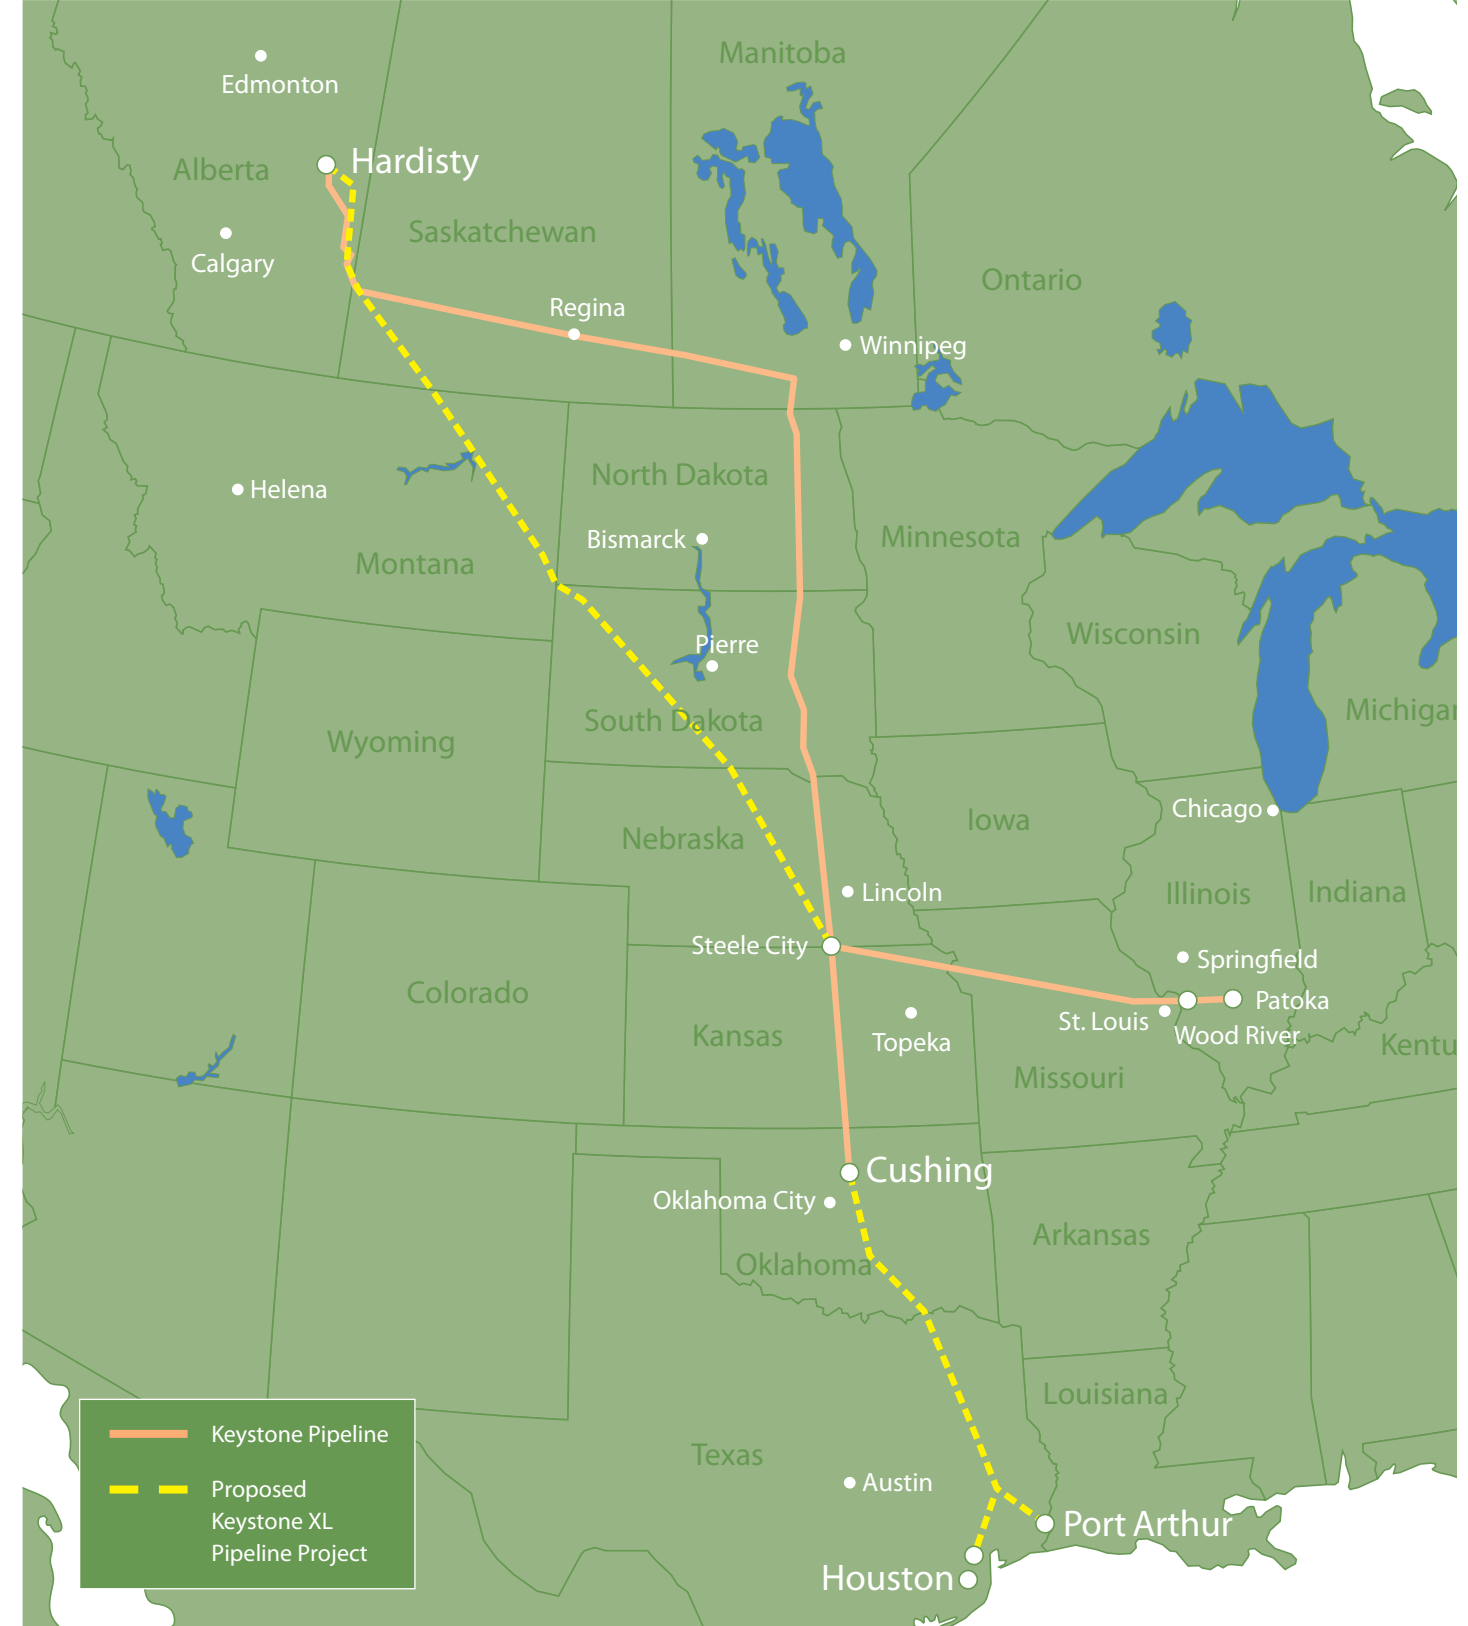 Manitoba
Edmonton
Hardisty
Alberta
Saskatchewan
Calgary
Ontario
Regina
Winnipeg
North Dakota
Helena
Bismarck
Minnesota
Montana
Wisconsin
Pierre
Michigan
South Dakota
Wyoming
Chicago
Iowa
Nebraska
Lincoln
Illinois
Indiana
Steele City
Springfield
Colorado
Patoka
St. Louis
Wood River
Kansas
Topeka
Kentu
Missouri
Cushing
Oklahoma City
Arkansas
Oklahoma
Louisiana
Keystone Pipeline
Texas
Austin
Proposed
Keystone XL
Pipeline Project
Port Arthur
Houston